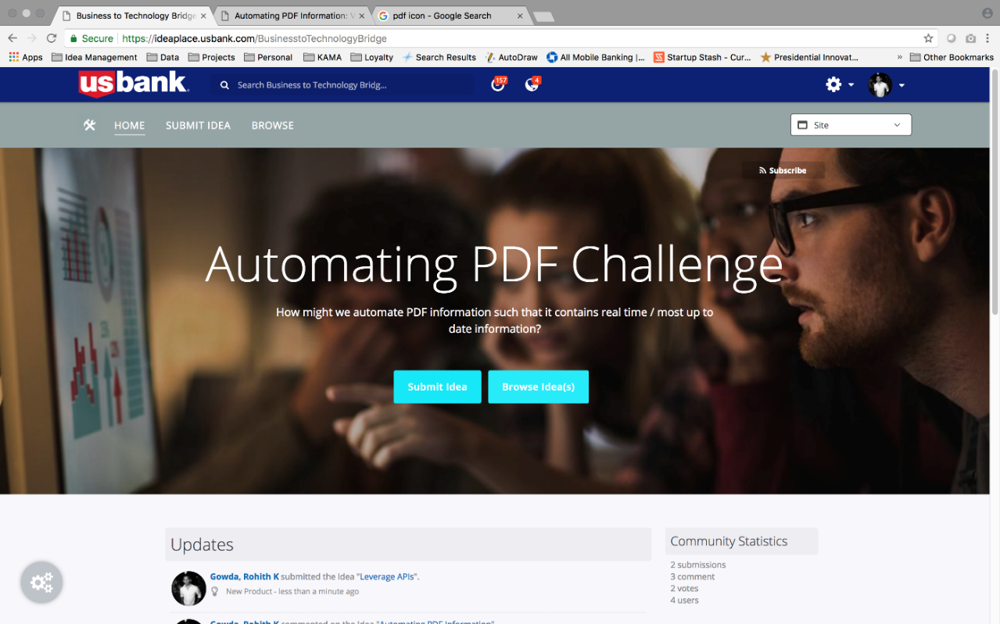 Business to Technology Bridge
Automating PDF Information: V
pdf icon - Google Search
Secure
https://ideaplace.usbank.com/BusinesstoTechnologyBridge
Apps
Idea Management
Data
Projects
Personal
KAMA
Loyalty
Search Results
AutoDraw
All Mobile Banking |...
Startup Stash - Cur...
Presidential Innovat...
»
Other Bookmarks
usbank
Search Business to Technology Bridg...
157
4
HOME
SUBMIT IDEA
BROWSE
Site
Subscribe
Automating PDF Challenge
How might we automate PDF information such that it contains real time / most up to
date information?
Submit Idea
Browse Idea(s)
Updates
Gowda, Rohith K submitted the Idea "Leverage APIs".
New Product - less than a minute ago
Gowda, Rohith K commented on the Idea "Automating PDF Information"
Community Statistics
2 submissions
3 comment
2 votes
4 users